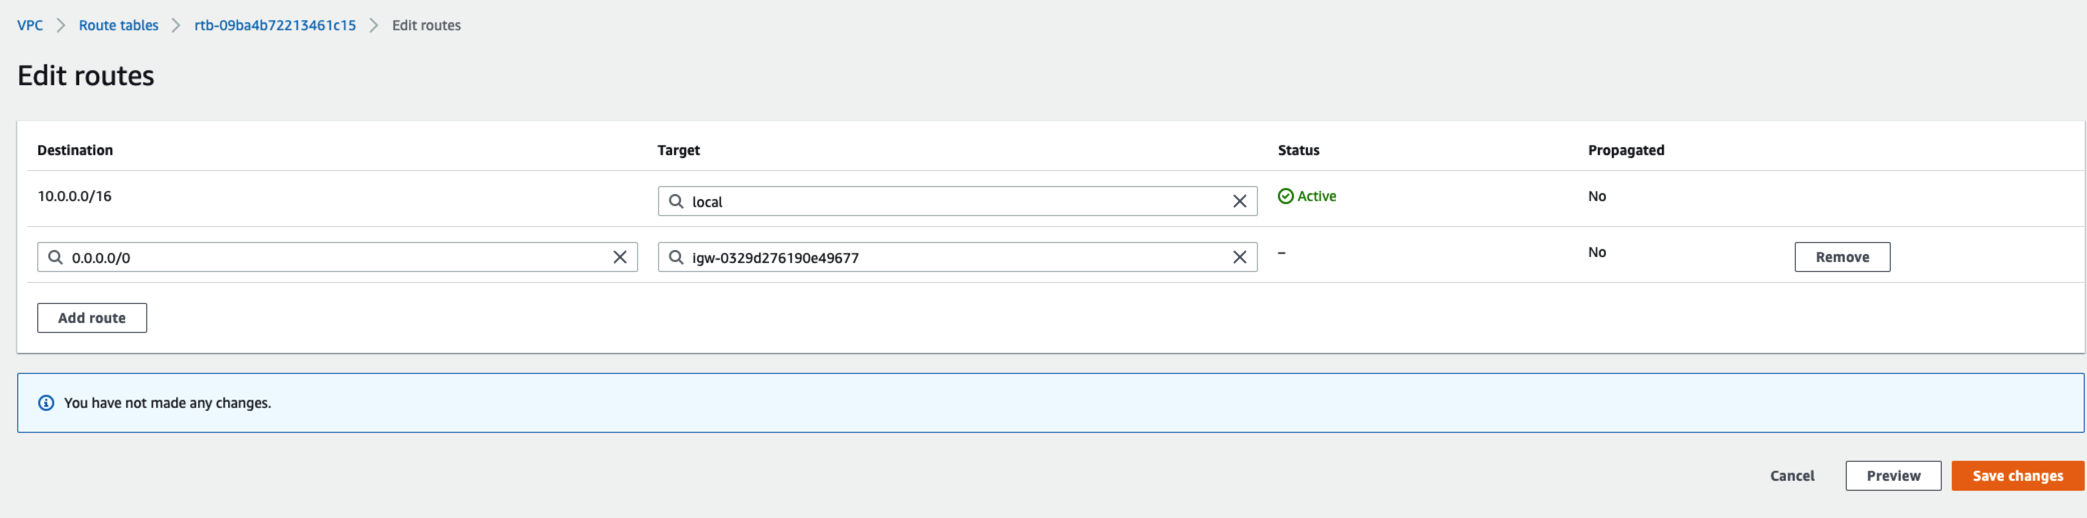 VPC > Route tables > rtb-09ba4b72213461c15 > Edit routes
Edit routes
Destination Target Status Propagated
10.0.0.0/16 local Active No
0.0.0.0/0 igw-0329d276190e49677 – No Remove
Add route
You have not made any changes.
Cancel Preview Save changes